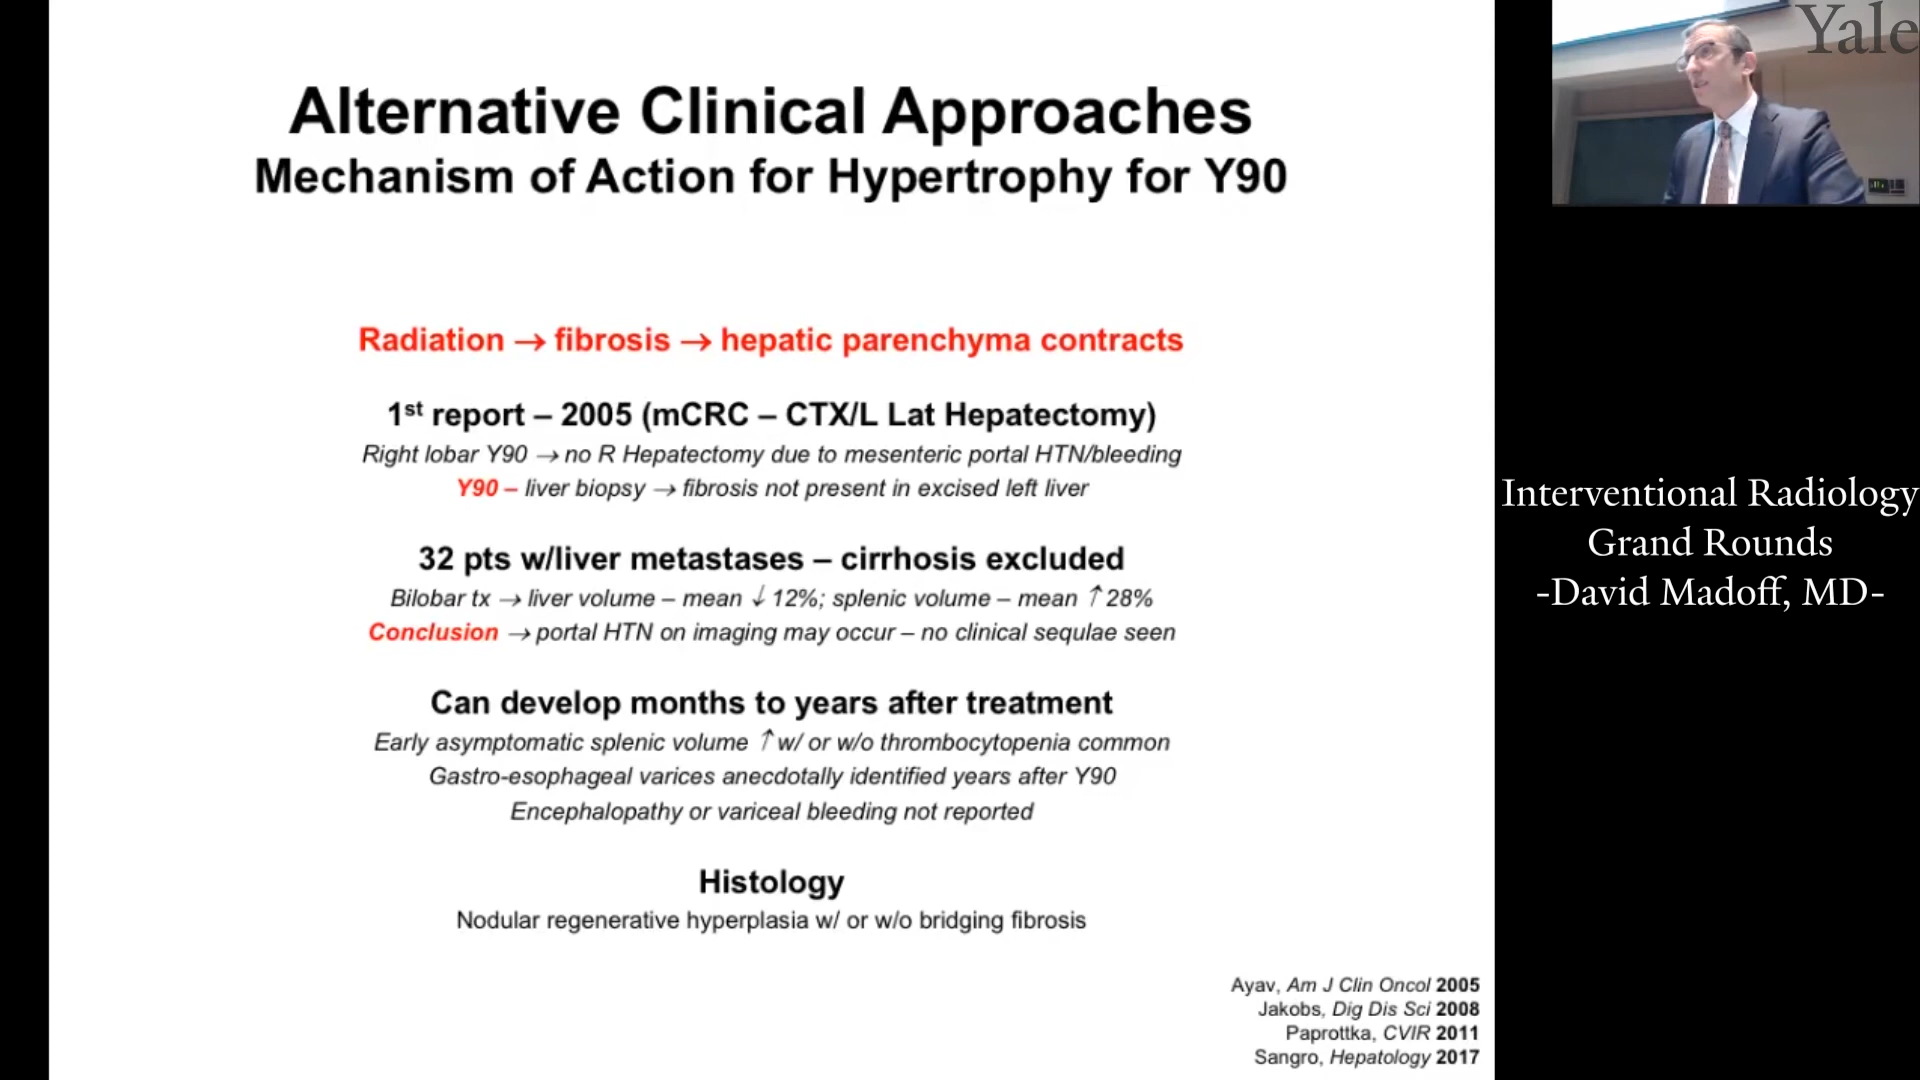 Alternative Clinical Approaches
Mechanism of Action for Hypertrophy for Y90
Radiation → fibrosis → hepatic parenchyma contracts
1st report – 2005 (mCRC – CTX/L Lat Hepatectomy)
Right lobar Y90 → no R Hepatectomy due to mesenteric portal HTN/bleeding
Y90 – liver biopsy → fibrosis not present in excised left liver
32 pts w/liver metastases – cirrhosis excluded
Bilobar tx → liver volume – mean ↓ 12%; splenic volume – mean ↑ 28%
Conclusion → portal HTN on imaging may occur – no clinical sequlae seen
Can develop months to years after treatment
Early asymptomatic splenic volume ↑ w/ or w/o thrombocytopenia common
Gastro-esophageal varices anecdotally identified years after Y90
Encephalopathy or variceal bleeding not reported
Histology
Nodular regenerative hyperplasia w/ or w/o bridging fibrosis
Ayav, Am J Clin Oncol 2005
Jakobs, Dig Dis Sci 2008
Paprottka, CVIR 2011
Sangro, Hepatology 2017
Yale
Interventional Radiology
Grand Rounds
-David Madoff, MD-